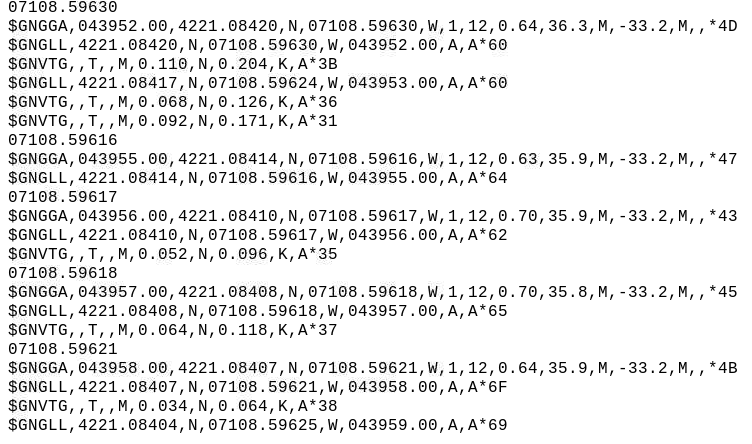 07108.59630
$GNGGA,043952.00,4221.08420,N,07108.59630,W,1,12,0.64,36.3,M,-33.2,M,,*4D
$GNGLL,4221.08420,N,07108.59630,W,043952.00,A,A*60
$GNVTG,,T,,M,0.110,N,0.204,K,A*3B
$GNGLL,4221.08417,N,07108.59624,W,043953.00,A,A*60
$GNVTG,,T,,M,0.068,N,0.126,K,A*36
$GNVTG,,T,,M,0.092,N,0.171,K,A*31
07108.59616
$GNGGA,043955.00,4221.08414,N,07108.59616,W,1,12,0.63,35.9,M,-33.2,M,,*47
$GNGLL,4221.08414,N,07108.59616,W,043955.00,A,A*64
07108.59617
$GNGGA,043956.00,4221.08410,N,07108.59617,W,1,12,0.70,35.9,M,-33.2,M,,*43
$GNGLL,4221.08410,N,07108.59617,W,043956.00,A,A*62
$GNVTG,,T,,M,0.052,N,0.096,K,A*35
07108.59618
$GNGGA,043957.00,4221.08408,N,07108.59618,W,1,12,0.70,35.8,M,-33.2,M,,*45
$GNGLL,4221.08408,N,07108.59618,W,043957.00,A,A*65
$GNVTG,,T,,M,0.064,N,0.118,K,A*37
07108.59621
$GNGGA,043958.00,4221.08407,N,07108.59621,W,1,12,0.64,35.9,M,-33.2,M,,*4B
$GNGLL,4221.08407,N,07108.59621,W,043958.00,A,A*6F
$GNVTG,,T,,M,0.034,N,0.064,K,A*38
$GNGLL,4221.08404,N,07108.59625,W,043959.00,A,A*69